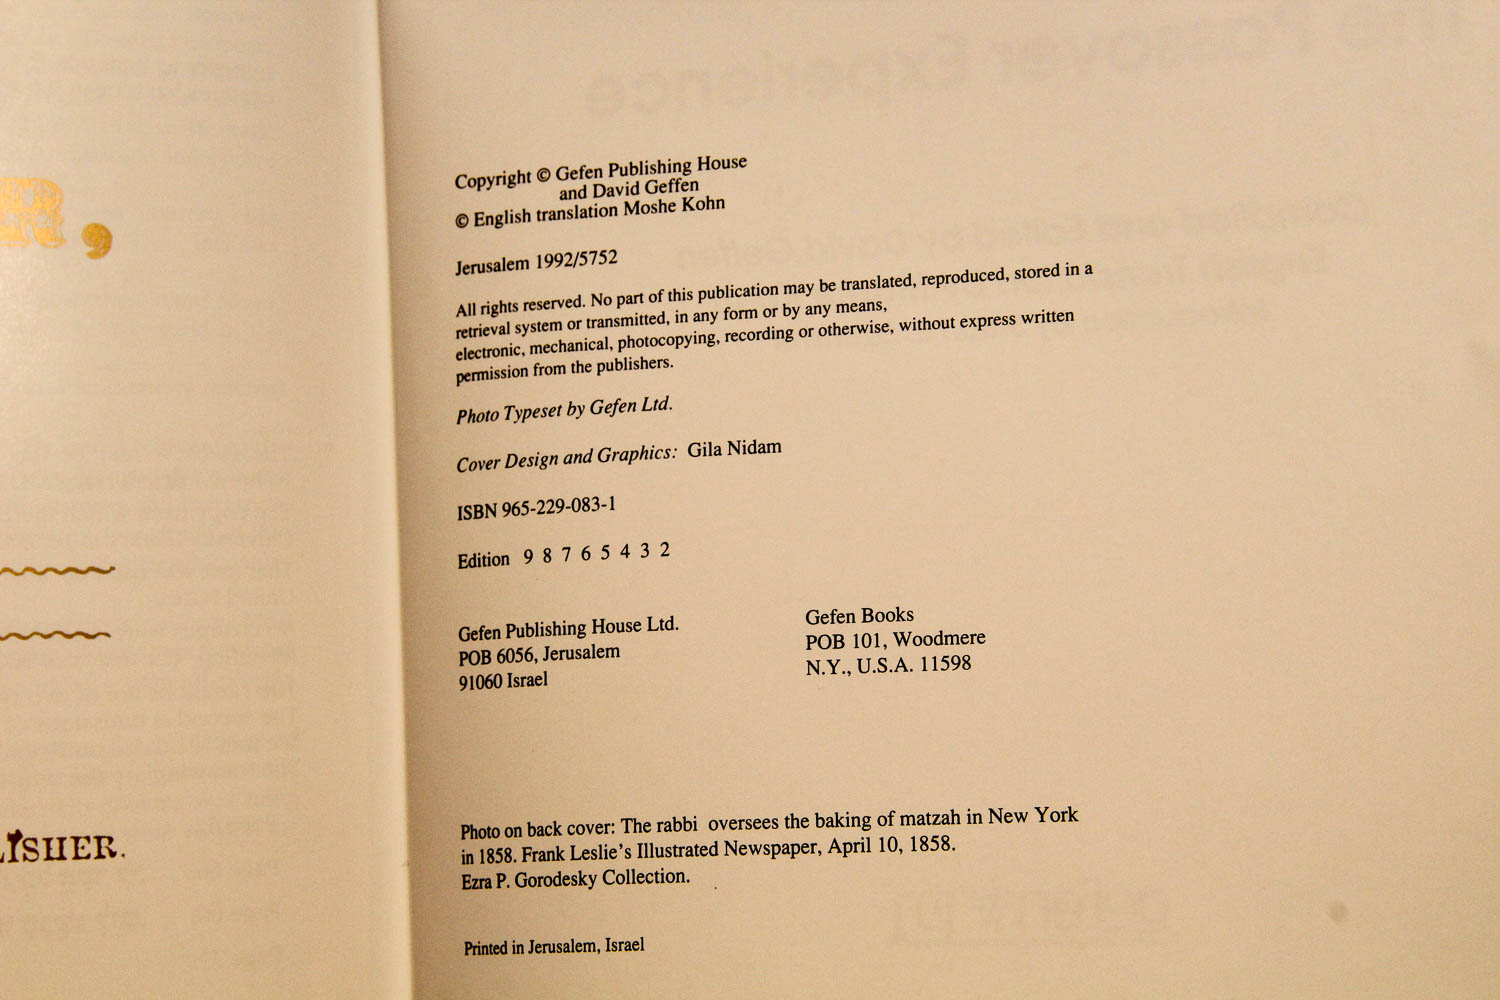 R,
LISHER.
Copyright © Gefen Publishing House
and David Geffen
© English translation Moshe Kohn
Jerusalem 1992/5752
All rights reserved. No part of this publication may be translated, reproduced, stored in a
retrieval system or transmitted, in any form or by any means,
electronic, mechanical, photocopying, recording or otherwise, without express written
permission from the publishers.
Photo Typeset by Gefen Ltd.
Cover Design and Graphics: Gila Nidam
ISBN 965-229-083-1
Edition 9 8 7 6 5 4 3 2
Gefen Publishing House Ltd.
POB 6056, Jerusalem
91060 Israel
Gefen Books
POB 101, Woodmere
N.Y., U.S.A. 11598
Photo on back cover: The rabbi oversees the baking of matzah in New York
in 1858. Frank Leslie's Illustrated Newspaper, April 10, 1858.
Ezra P. Gorodesky Collection.
Printed in Jerusalem, Israel